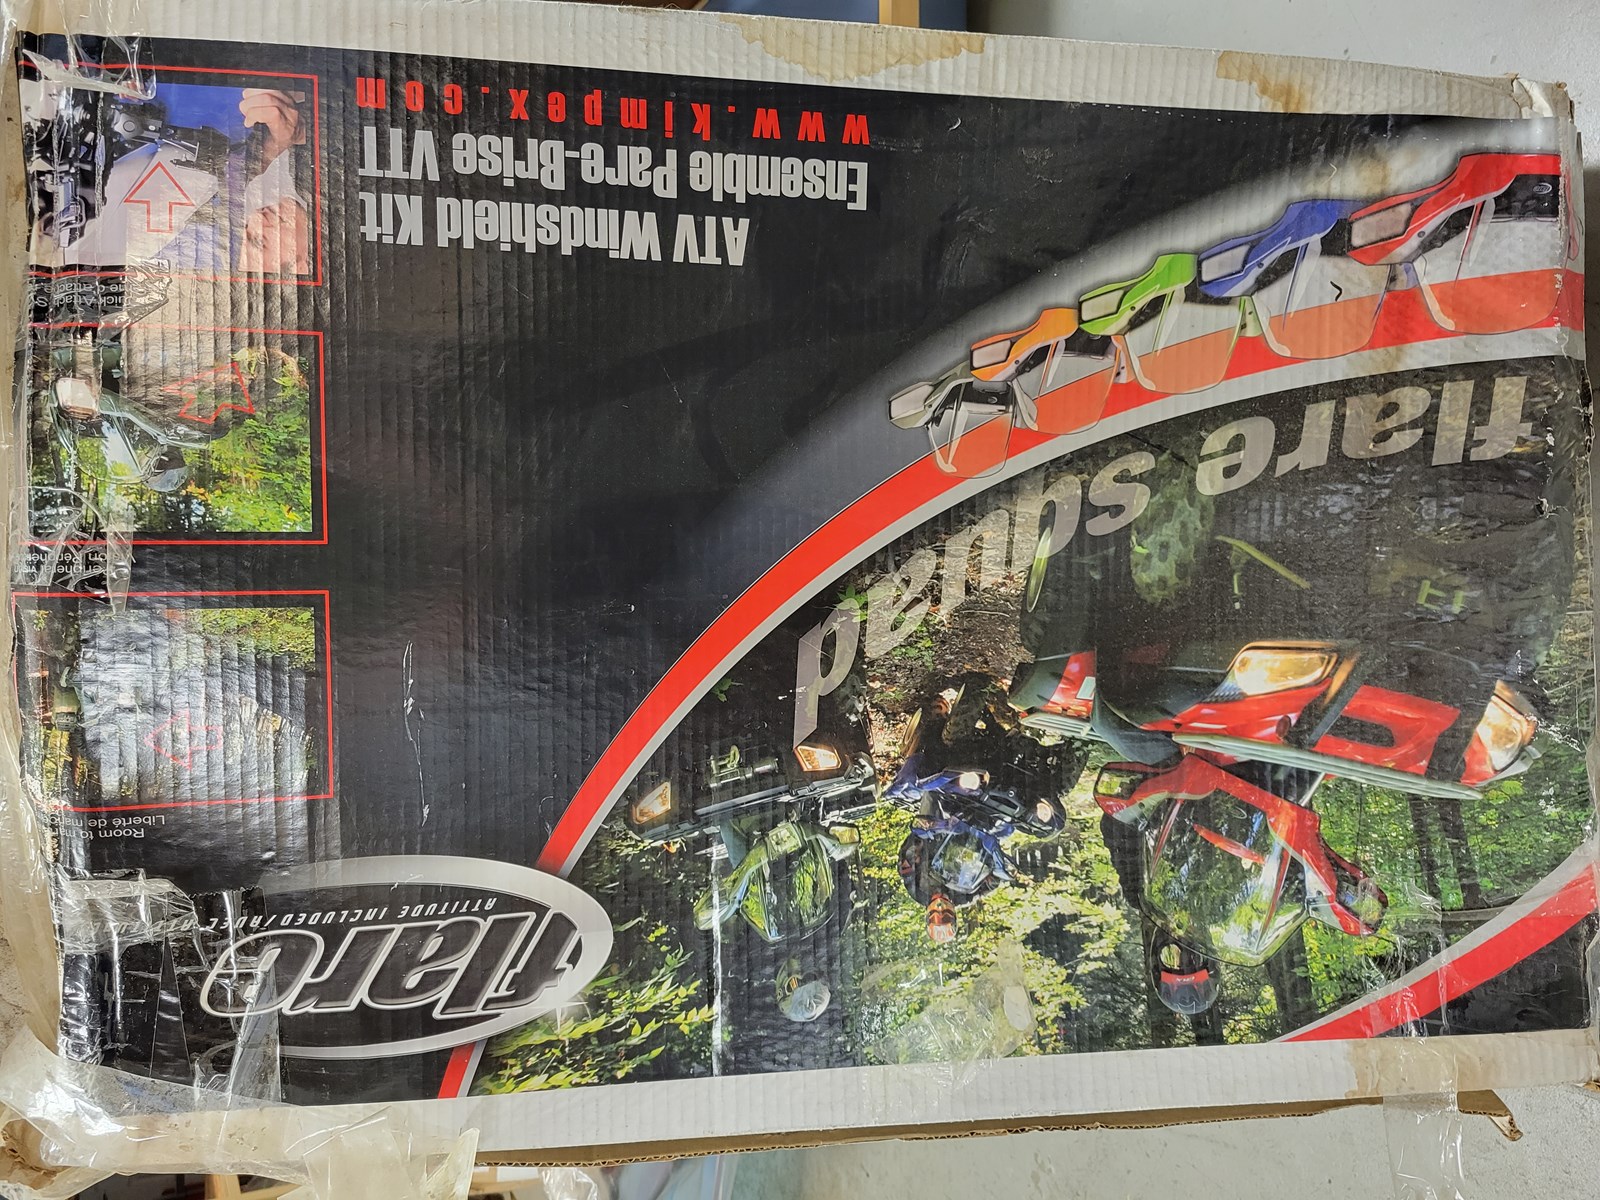 flare
ATTITUDE INCLUDED
Room to
Liberté de
flare squad
ATV Windshield Kit
Ensemble Pare-Brise VTT
www.kimpex.com